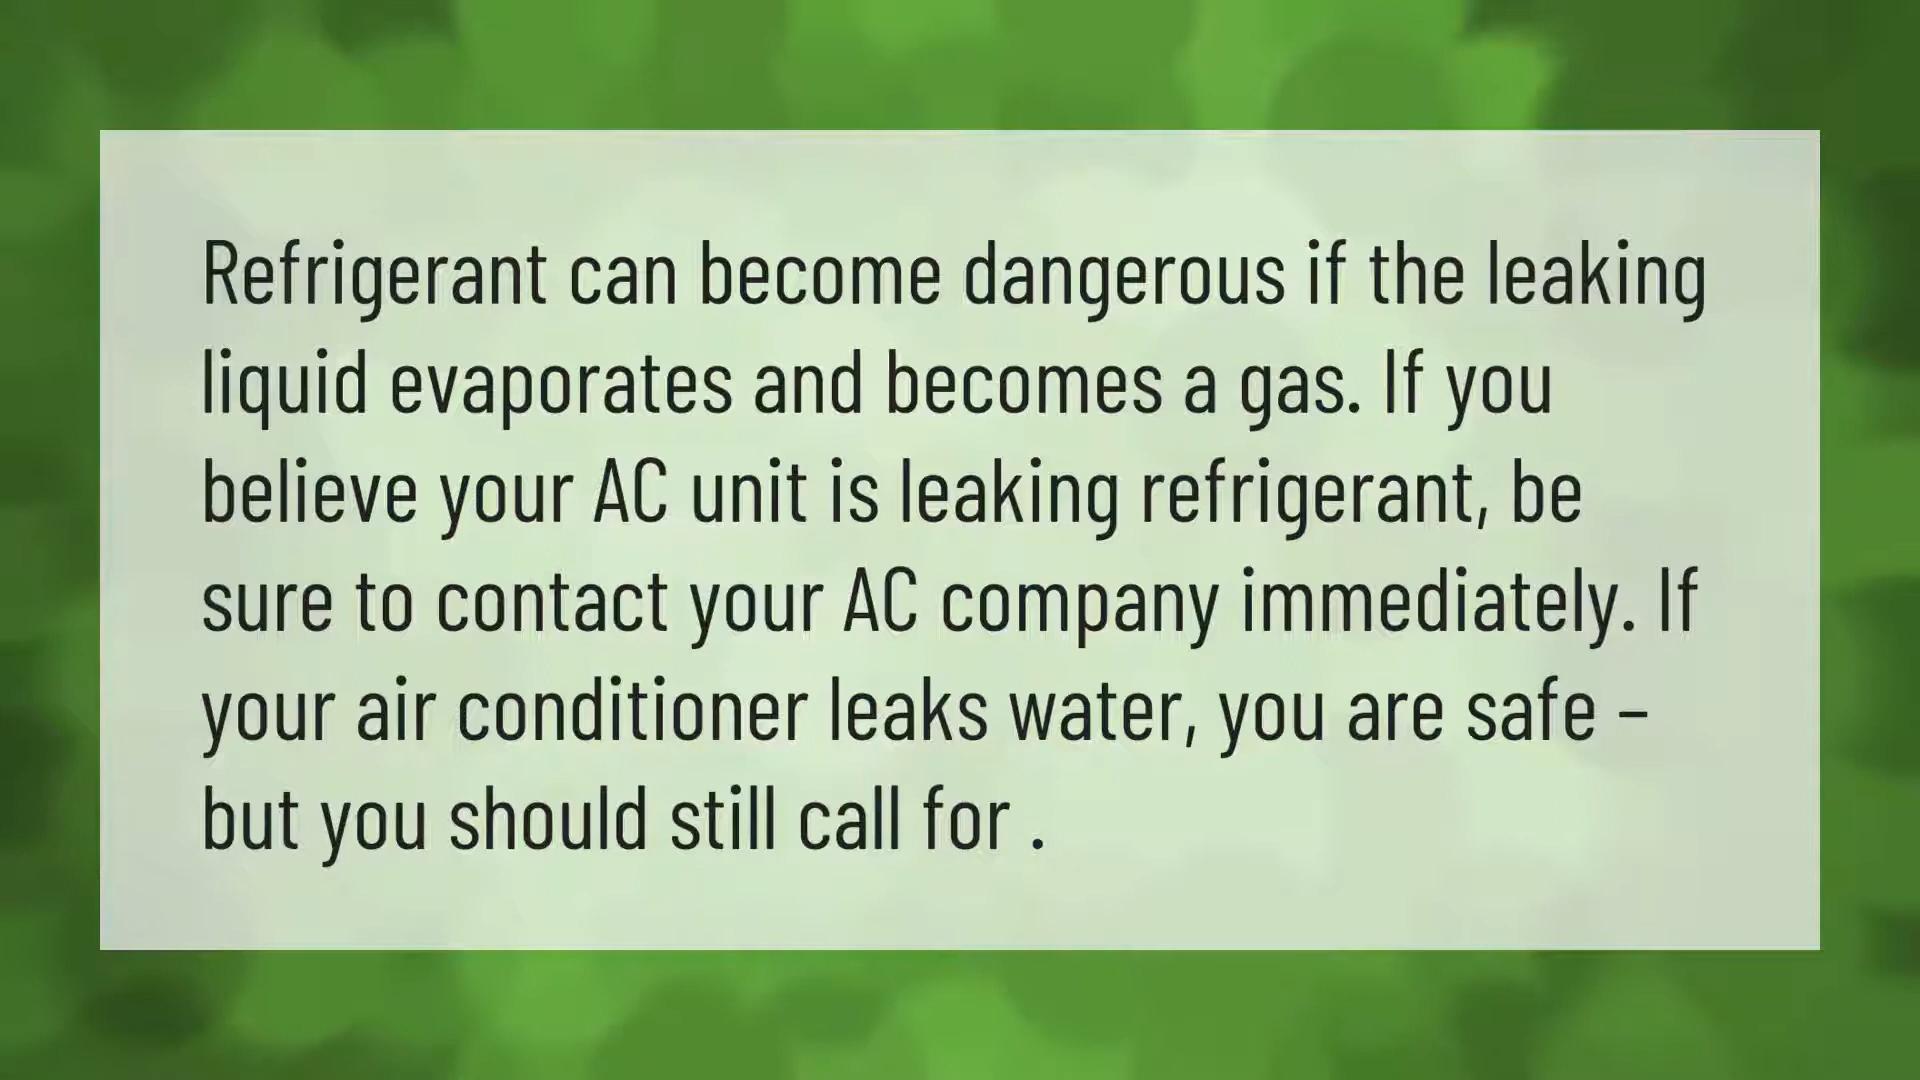 Refrigerant can become dangerous if the leaking
liquid evaporates and becomes a gas. If you
believe your AC unit is leaking refrigerant, be
sure to contact your AC company immediately. If
your air conditioner leaks water, you are safe –
but you should still call for .